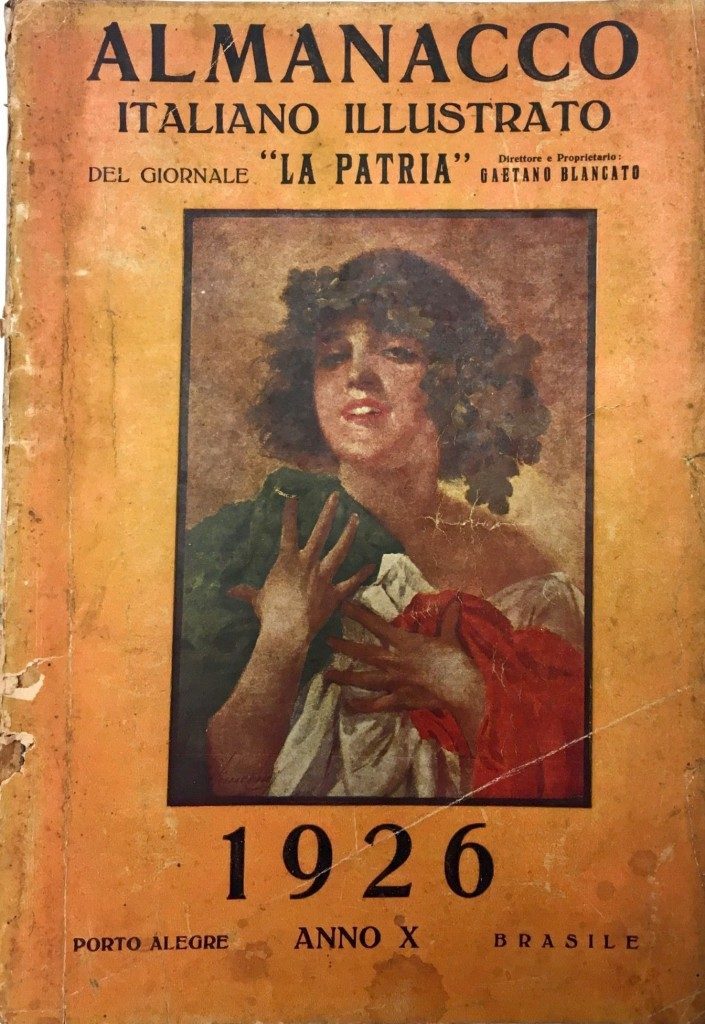 ALMANACCO
ITALIANO ILLUSTRATO
DEL GIORNALE "LA PATRIA" Direttore e Proprietario:
GAETANO BLANCATO
1926
PORTO ALEGRE ANNO X BRASILE